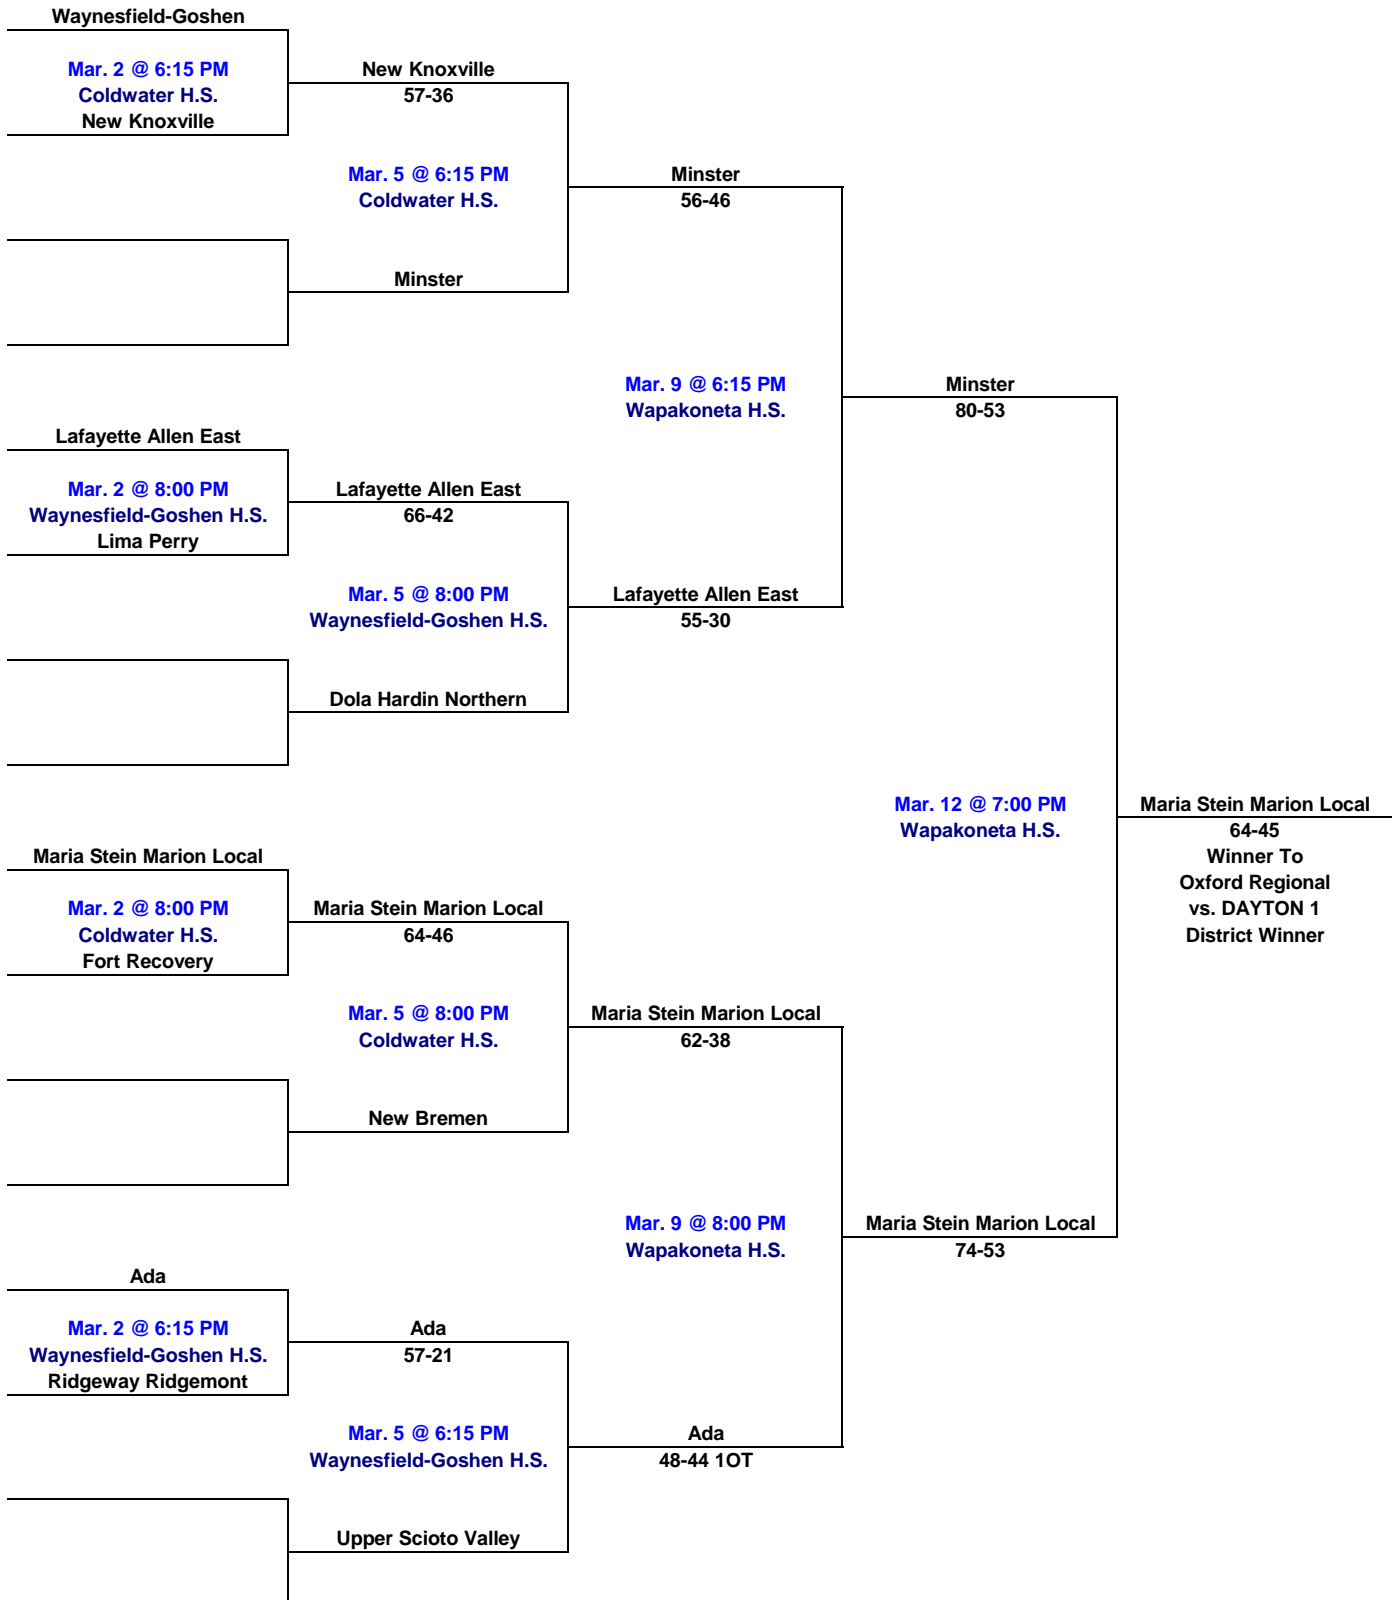 Waynesfield-Goshen
Mar. 2 @ 6:15 PM
Coldwater H.S.
New Knoxville
New Knoxville
57-36
Mar. 5 @ 6:15 PM
Coldwater H.S.
Minster
Minster
56-46
Mar. 9 @ 6:15 PM
Wapakoneta H.S.
Minster
80-53
Lafayette Allen East
Mar. 2 @ 8:00 PM
Waynesfield-Goshen H.S.
Lima Perry
Lafayette Allen East
66-42
Mar. 5 @ 8:00 PM
Waynesfield-Goshen H.S.
Dola Hardin Northern
Lafayette Allen East
55-30
Mar. 12 @ 7:00 PM
Wapakoneta H.S.
Maria Stein Marion Local
64-45
Winner To
Oxford Regional
vs. DAYTON 1
District Winner
Maria Stein Marion Local
Mar. 2 @ 8:00 PM
Coldwater H.S.
Fort Recovery
Maria Stein Marion Local
64-46
Mar. 5 @ 8:00 PM
Coldwater H.S.
New Bremen
Maria Stein Marion Local
62-38
Mar. 9 @ 8:00 PM
Wapakoneta H.S.
Maria Stein Marion Local
74-53
Ada
Mar. 2 @ 6:15 PM
Waynesfield-Goshen H.S.
Ridgeway Ridgemont
Ada
57-21
Mar. 5 @ 6:15 PM
Waynesfield-Goshen H.S.
Upper Scioto Valley
Ada
48-44 1OT